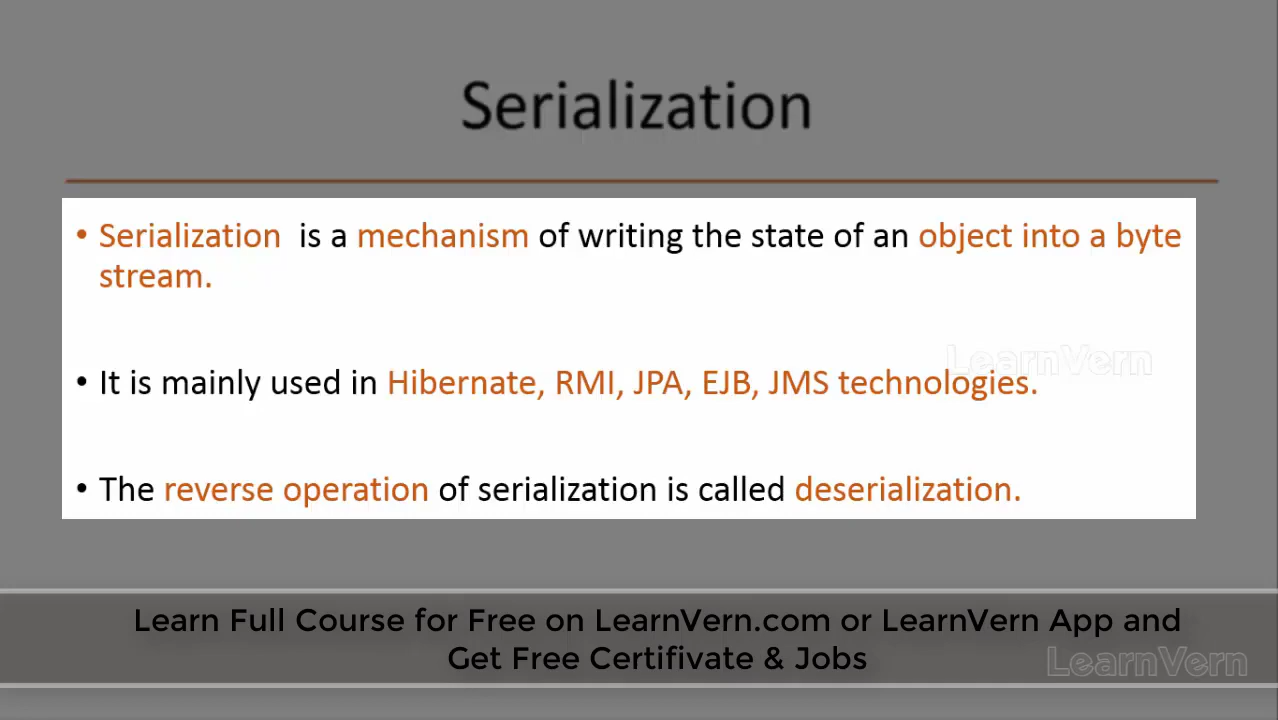 Serialization
• Serialization is a mechanism of writing the state of an object into a byte
stream.
LearnVern
• It is mainly used in Hibernate, RMI, JPA, EJB, JMS technologies.
• The reverse operation of serialization is called deserialization.
Learn Full Course for Free on LearnVern.com or LearnVern App and
Get Free Certifivate & Jobs
LearnVern